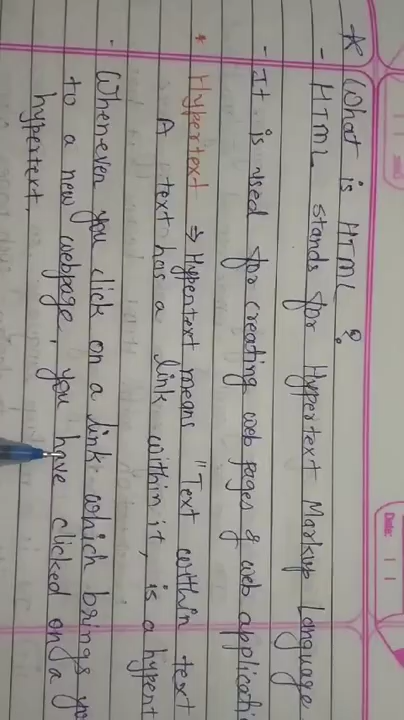 * What is HTML ?
- HTML stands for Hypertext Markup Language
- It is used for creating web pages & web applicati
* Hypertext ⇒ Hypertext means "Text within text
A text has a link within it, is a hypert
- Whenever you click on a link which brings yo
to a new webpage, you have clicked on a
hypertext.
Date: